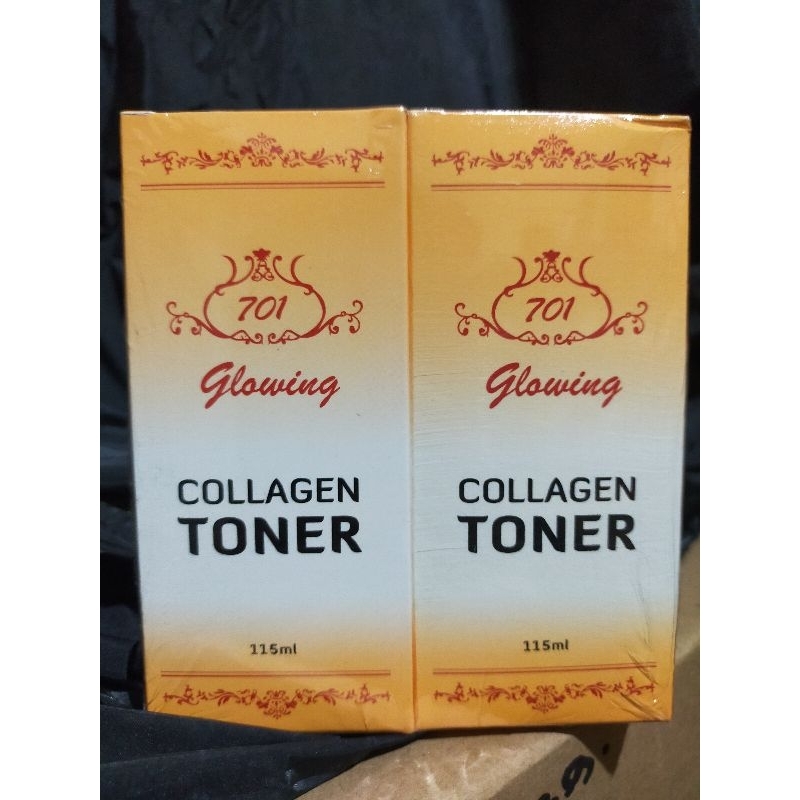 701
Glowing
COLLAGEN
TONER
115ml
701
Glowing
COLLAGEN
TONER
115ml